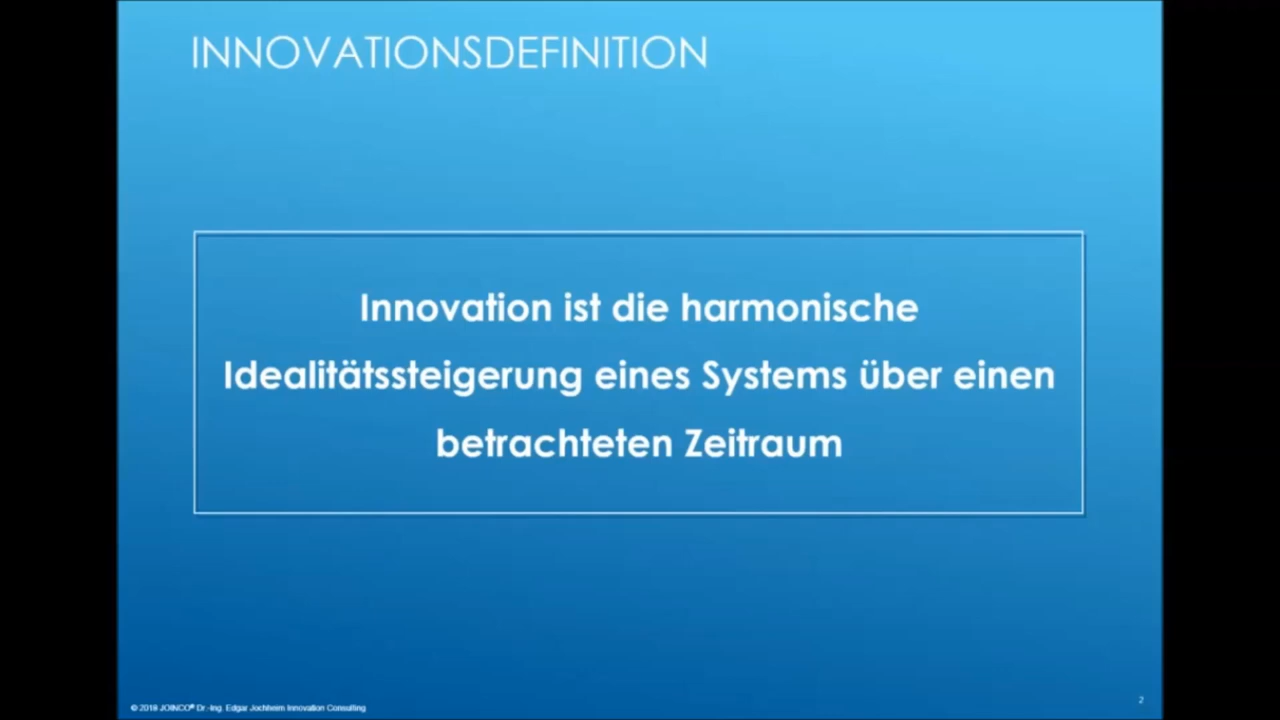 INNOVATIONSDEFINITION
Innovation ist die harmonische
Idealitätssteigerung eines Systems über einen
betrachteten Zeitraum
© 2018 JOINCO® Dr.-Ing. Edgar Jochheim Innovation Consulting
2